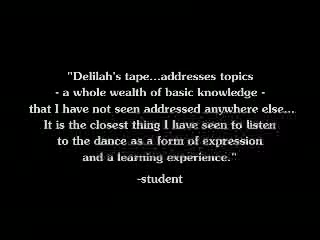 "Delilah's tape...addresses topics
- a whole wealth of basic knowledge -
that I have not seen addressed anywhere else...
It is the closest thing I have seen to listen
to the dance as a form of expression
and a learning experience."
-student